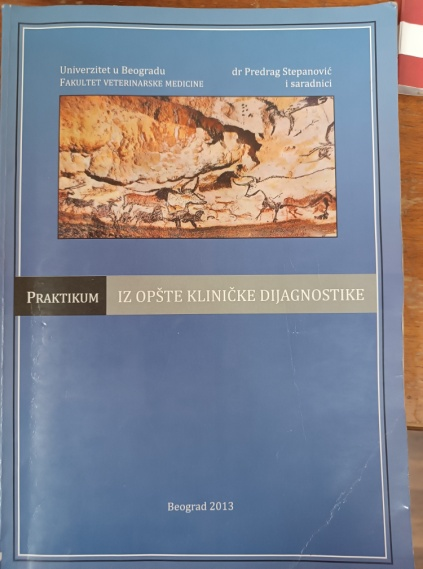 Univerzitet u Beogradu
FAKULTET VETERINARSKE MEDICINE
dr Predrag Stepanović
i saradnici
PRAKTIKUM IZ OPŠTE KLINIČKE DIJAGNOSTIKE
Beograd 2013